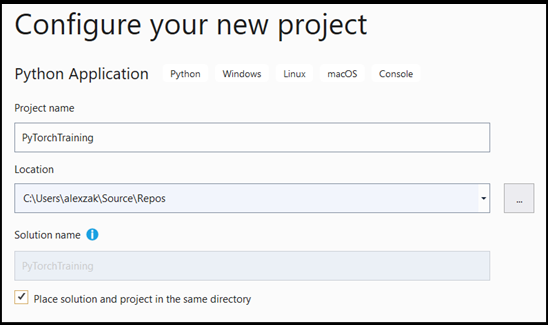 Configure your new project
Python Application Python Windows Linux macOS Console
Project name
PyTorchTraining
Location
C:\Users\alexzak\Source\Repos
...
Solution name
PyTorchTraining
Place solution and project in the same directory